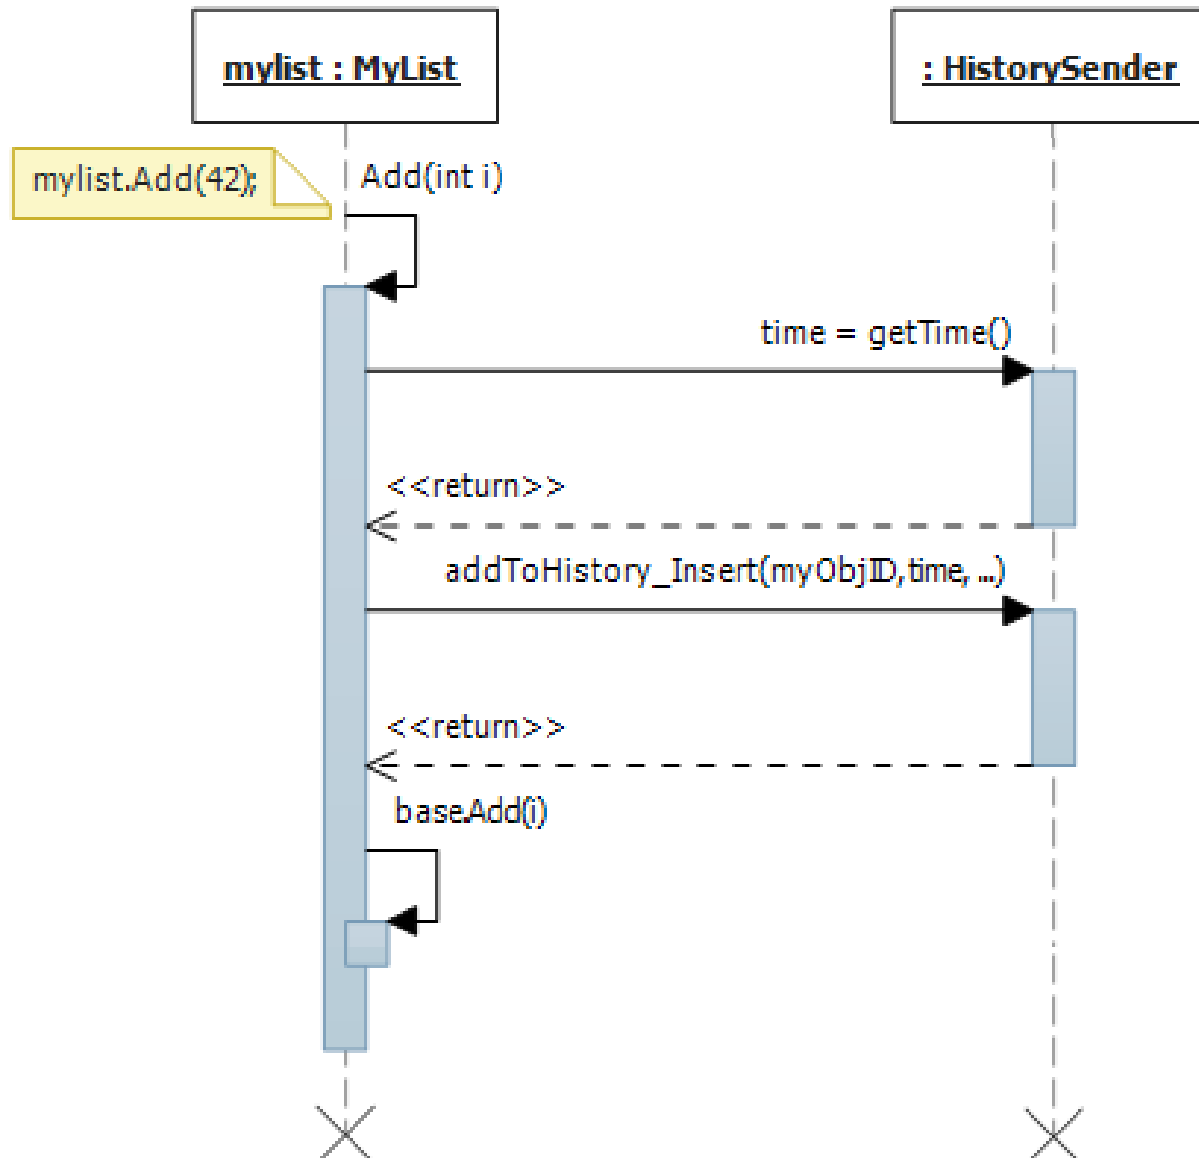 mylist : MyList
: HistorySender
mylist.Add(42);
Add(int i)
time = getTime()
<<return>>
addToHistory_Insert(myObjID,time, ...)
<<return>>
base.Add(i)